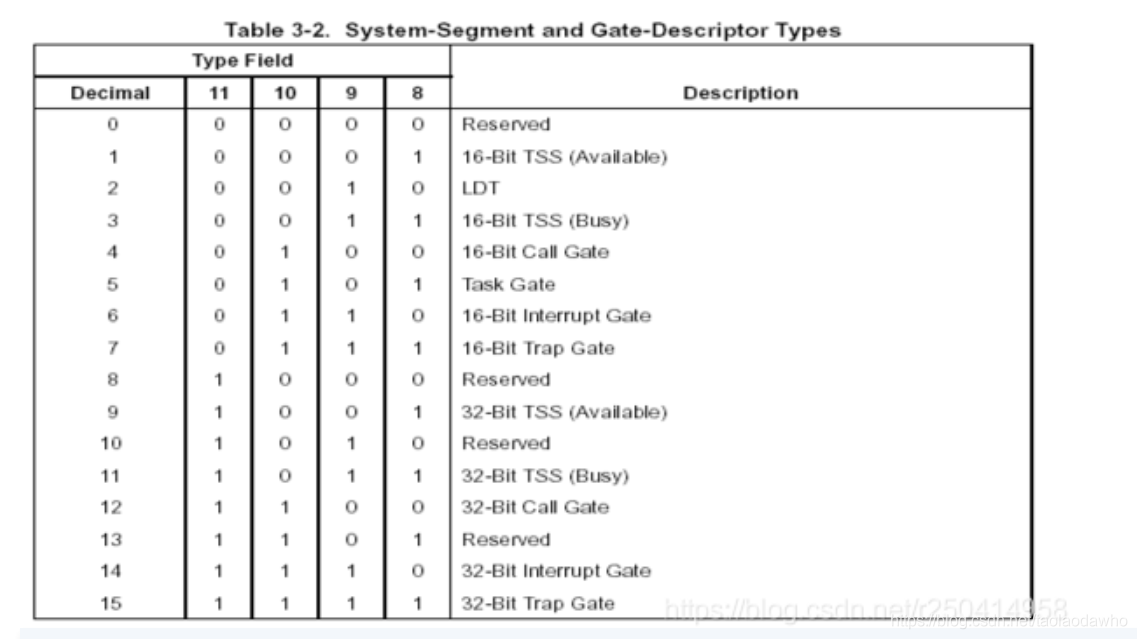 Table 3-2. System-Segment and Gate-Descriptor Types
Type Field
Decimal 11 10 9 8 Description
0 0 0 0 0 Reserved
1 0 0 0 1 16-Bit TSS (Available)
2 0 0 1 0 LDT
3 0 0 1 1 16-Bit TSS (Busy)
4 0 1 0 0 16-Bit Call Gate
5 0 1 0 1 Task Gate
6 0 1 1 0 16-Bit Interrupt Gate
7 0 1 1 1 16-Bit Trap Gate
8 1 0 0 0 Reserved
9 1 0 0 1 32-Bit TSS (Available)
10 1 0 1 0 Reserved
11 1 0 1 1 32-Bit TSS (Busy)
12 1 1 0 0 32-Bit Call Gate
13 1 1 0 1 Reserved
14 1 1 1 0 32-Bit Interrupt Gate
15 1 1 1 1 32-Bit Trap Gate
https://blog.csdn.net/r250414958